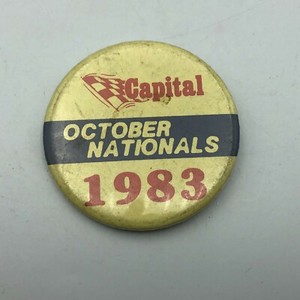 Capital
OCTOBER
NATIONALS
1983